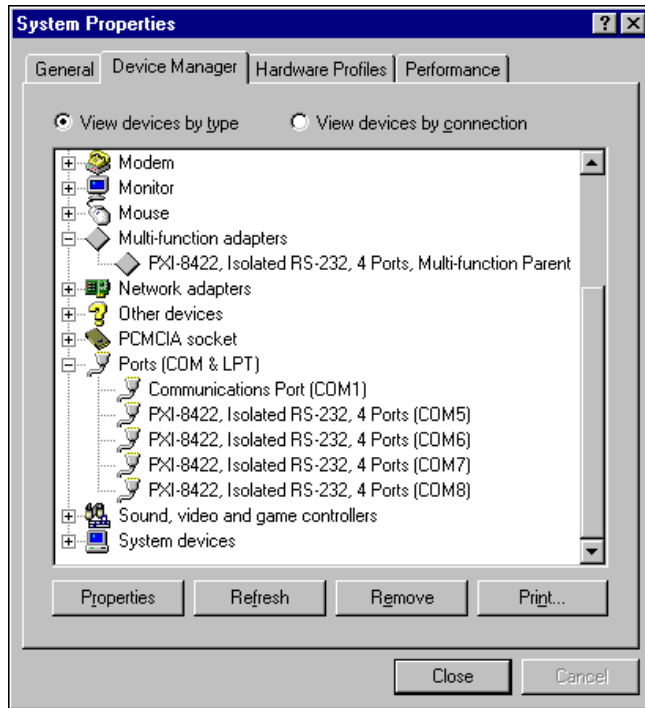 System Properties
General Device Manager Hardware Profiles Performance
View devices by type View devices by connection
Modem
Monitor
Mouse
Multi-function adapters
PXI-8422, Isolated RS-232, 4 Ports, Multi-function Parent
Network adapters
Other devices
PCMCIA socket
Ports (COM & LPT)
Communications Port (COM1)
PXI-8422, Isolated RS-232, 4 Ports (COM5)
PXI-8422, Isolated RS-232, 4 Ports (COM6)
PXI-8422, Isolated RS-232, 4 Ports (COM7)
PXI-8422, Isolated RS-232, 4 Ports (COM8)
Sound, video and game controllers
System devices
Properties Refresh Remove Print...
Close Cancel